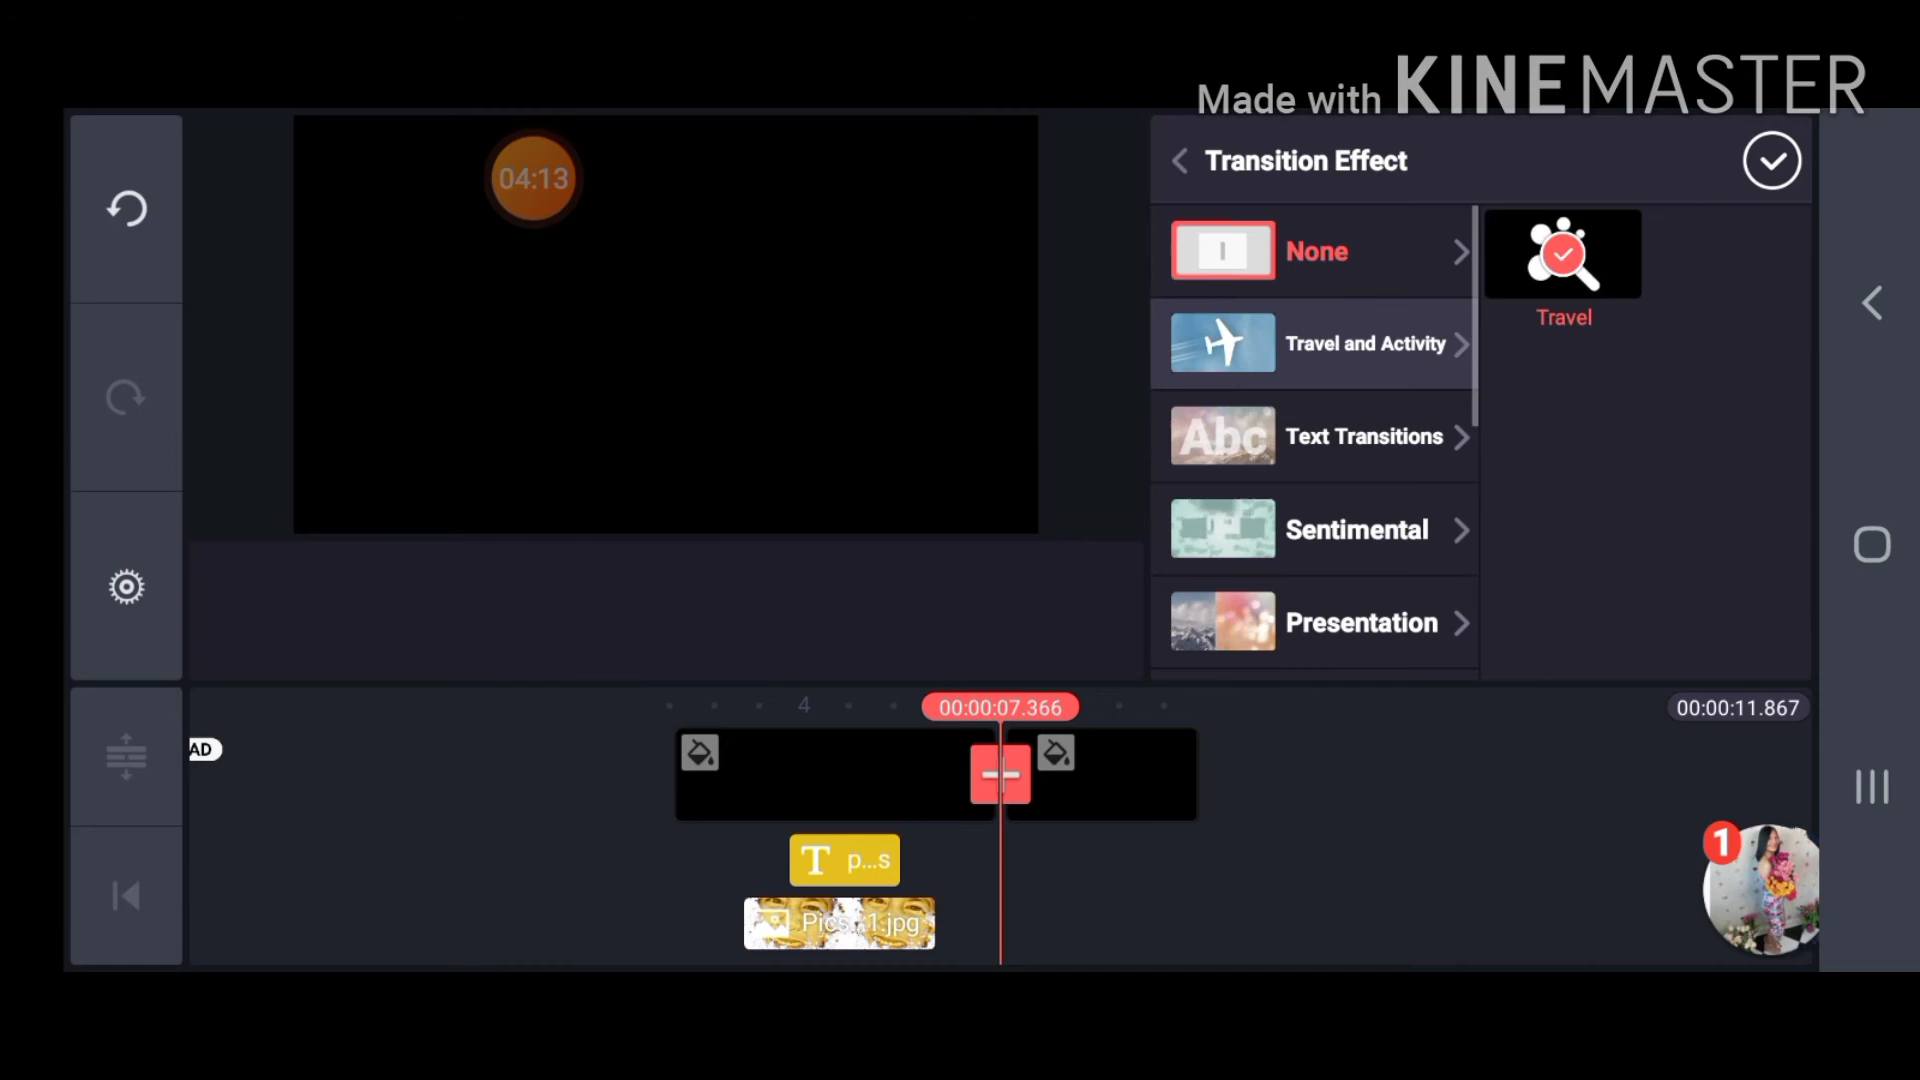 Made with KINEMASTER
04:13
Transition Effect
None
Travel
Travel and Activity
Abc Text Transitions
Sentimental
Presentation
4
00:00:07.366
00:00:11.867
AD
1
T p...s
Pics...1.jpg